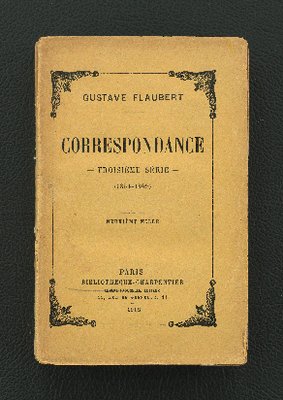 GUSTAVE FLAUBERT
CORRESPONDANCE
— TROISIÈME SÉRIE —
(1854-1869)
DEUXIÈME MILLE
PARIS
BIBLIOTHÈQUE-CHARPENTIER
11, RUE DE GRENELLE, 11